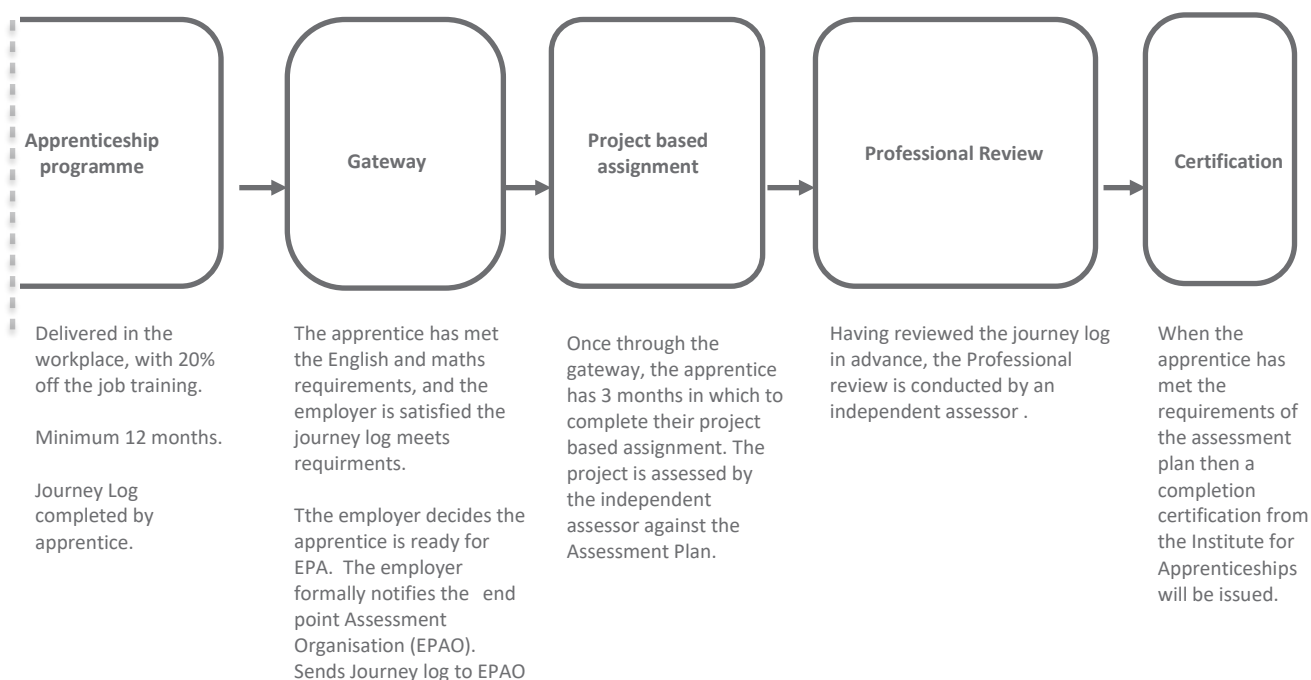 Apprenticeship
programme
Gateway
Project based
assignment
Professional Review
Certification
Delivered in the
workplace, with 20%
off the job training.
Minimum 12 months.
Journey Log
completed by
apprentice.
The apprentice has met
the English and maths
requirements, and the
employer is satisfied the
journey log meets
requirments.
Tthe employer decides the
apprentice is ready for
EPA. The employer
formally notifies the end
point Assessment
Organisation (EPAO).
Sends Journey log to EPAO
Once through the
gateway, the apprentice
has 3 months in which to
complete their project
based assignment. The
project is assessed by
the independent
assessor against the
Assessment Plan.
Having reviewed the journey log
in advance, the Professional
review is conducted by an
independent assessor .
When the
apprentice has
met the
requirements of
the assessment
plan then a
completion
certification from
the Institute for
Apprenticeships
will be issued.